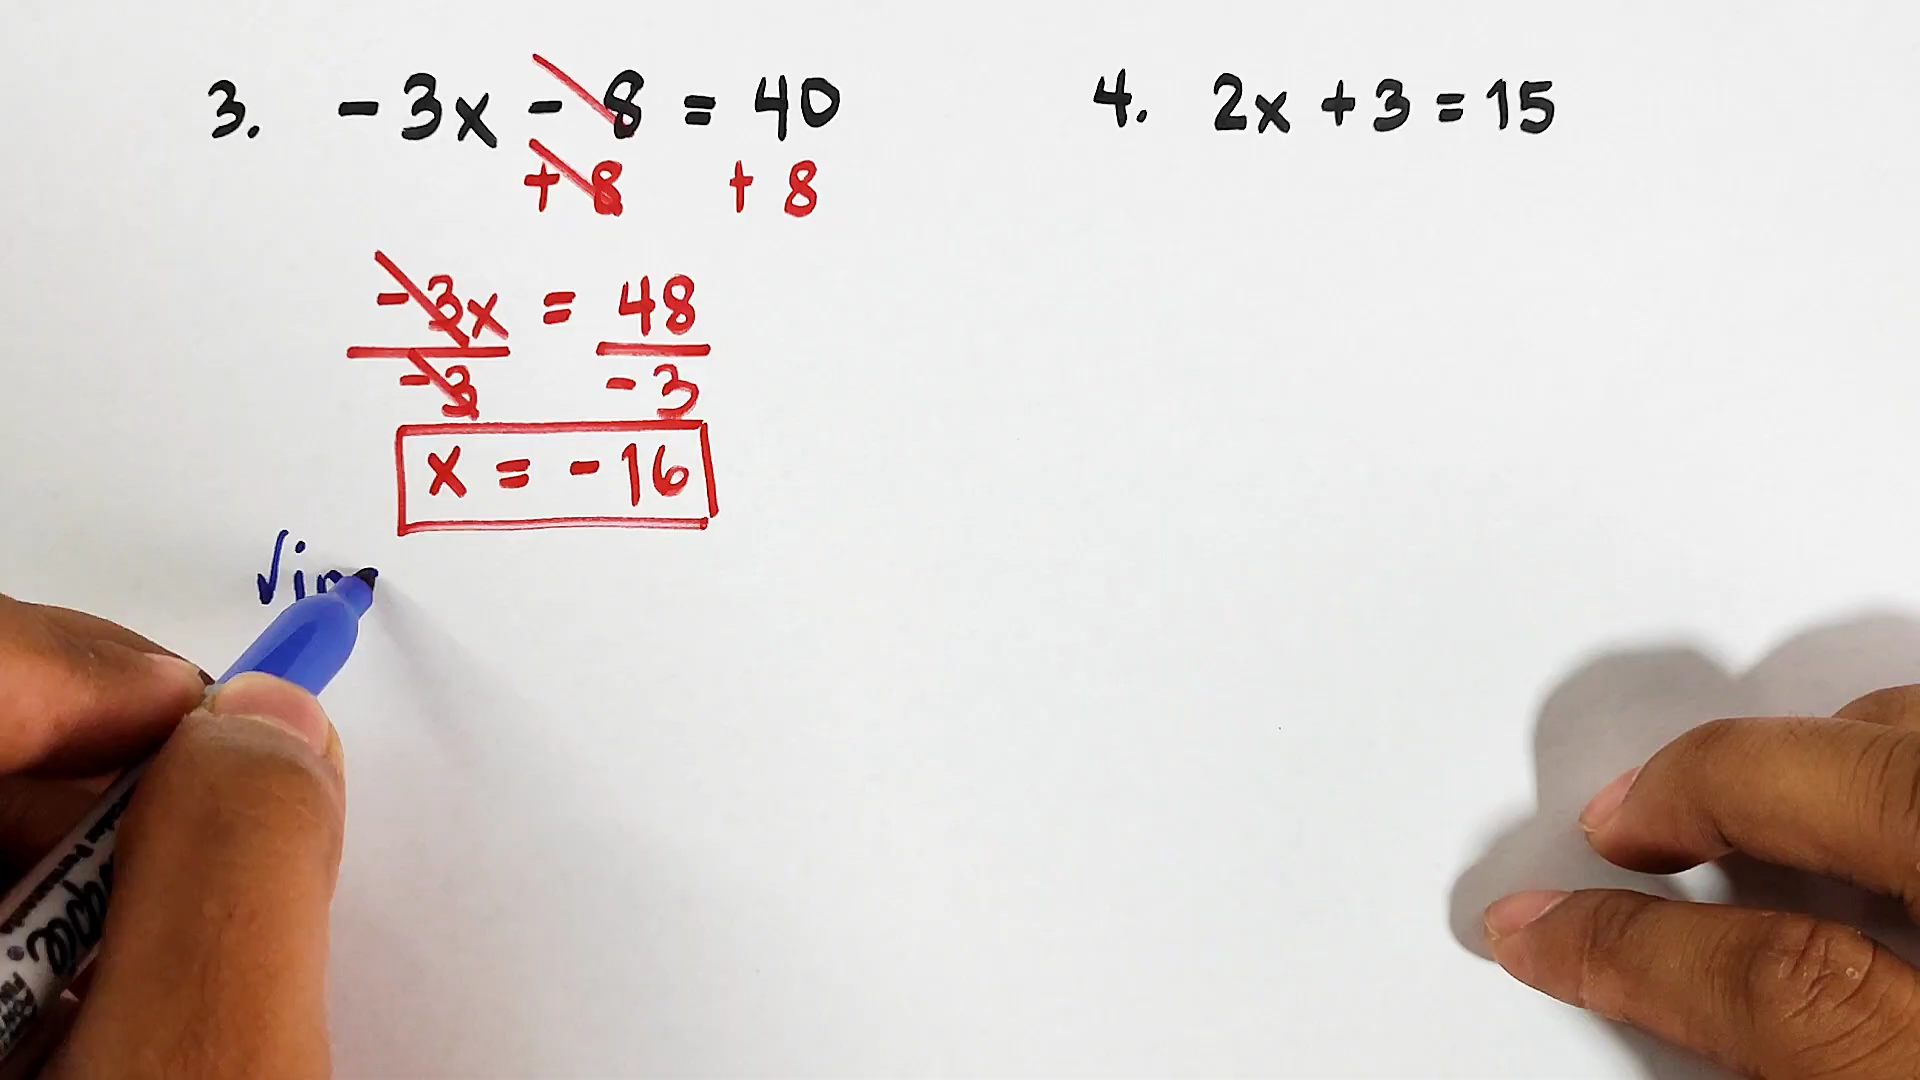 3. -3x - 8 = 40
+ 8 + 8
-3x = 48
-3 -3
x = -16
4. 2x + 3 = 15